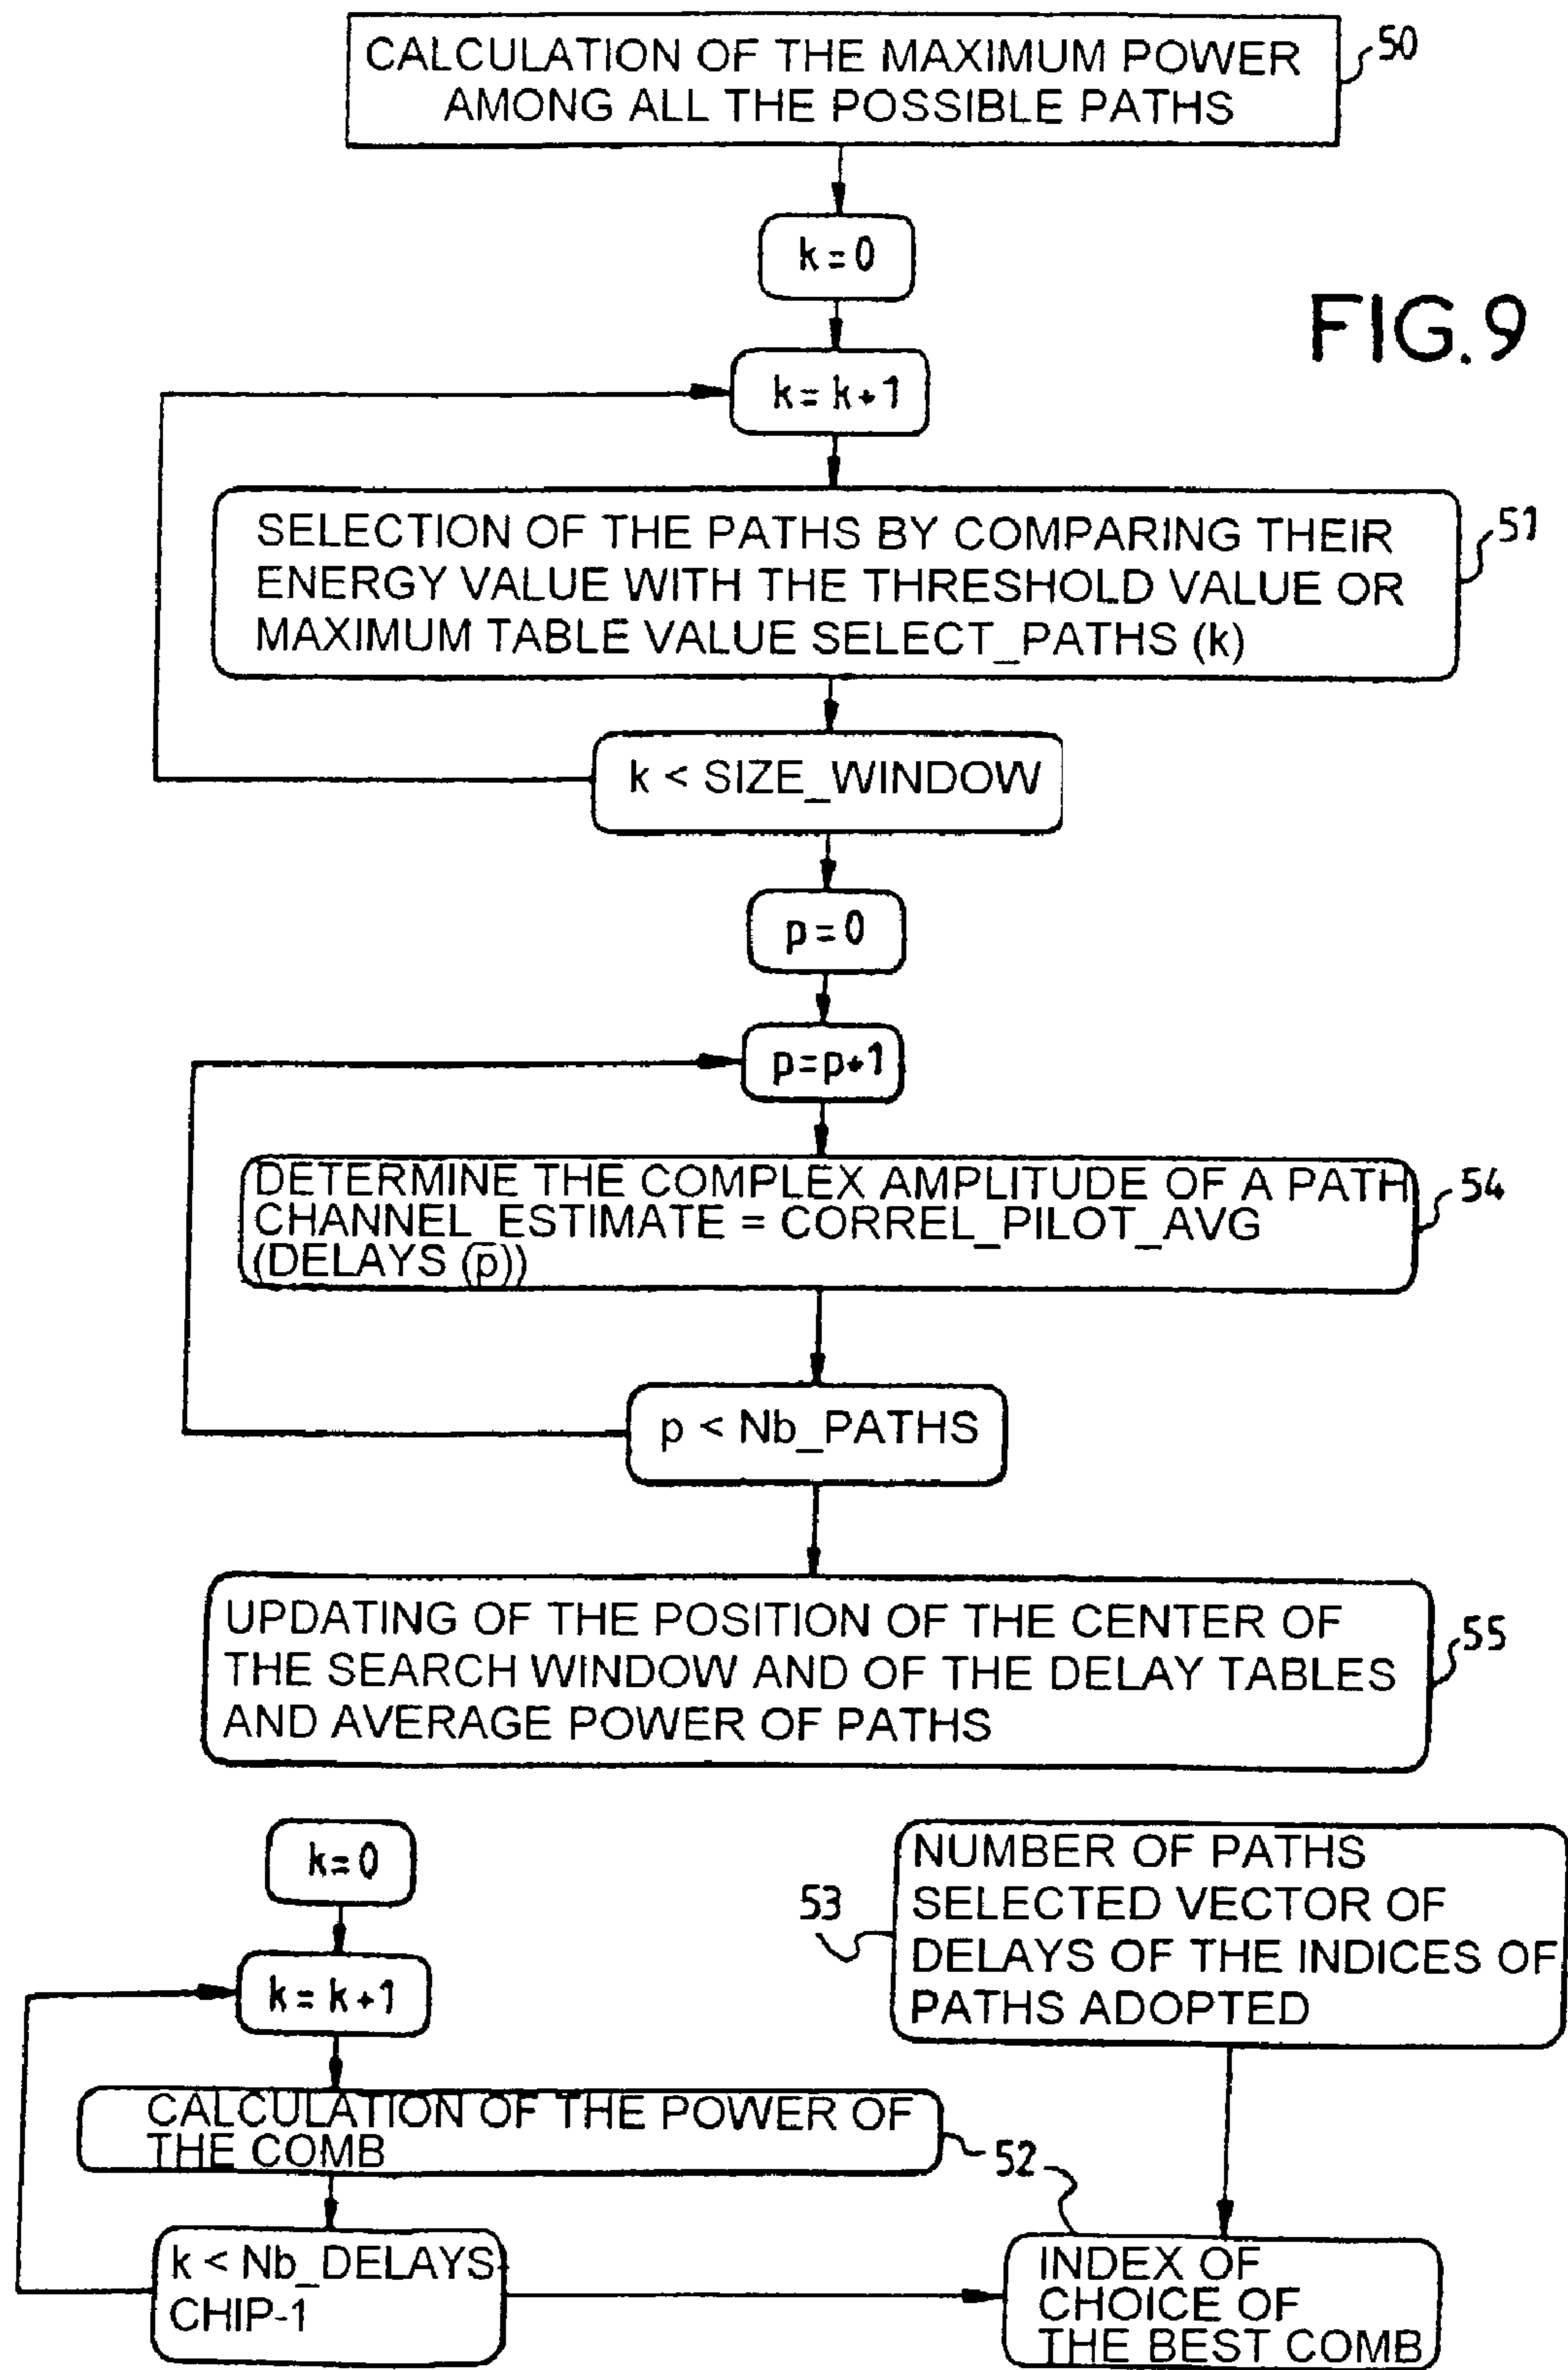 CALCULATION OF THE MAXIMUM POWER
AMONG ALL THE POSSIBLE PATHS
50
k=0
FIG.9
k=k+1
SELECTION OF THE PATHS BY COMPARING THEIR
ENERGY VALUE WITH THE THRESHOLD VALUE OR
MAXIMUM TABLE VALUE SELECT_PATHS (k)
51
k < SIZE_WINDOW
p=0
p=p+1
DETERMINE THE COMPLEX AMPLITUDE OF A PATH
CHANNEL_ESTIMATE = CORREL_PILOT_AVG
(DELAYS (p))
54
p < Nb_PATHS
UPDATING OF THE POSITION OF THE CENTER OF
THE SEARCH WINDOW AND OF THE DELAY TABLES
AND AVERAGE POWER OF PATHS
55
k=0
k=k+1
CALCULATION OF THE POWER OF
THE COMB
52
k < Nb_DELAYS
CHIP-1
53
NUMBER OF PATHS
SELECTED VECTOR OF
DELAYS OF THE INDICES OF
PATHS ADOPTED
INDEX OF
CHOICE OF
THE BEST COMB